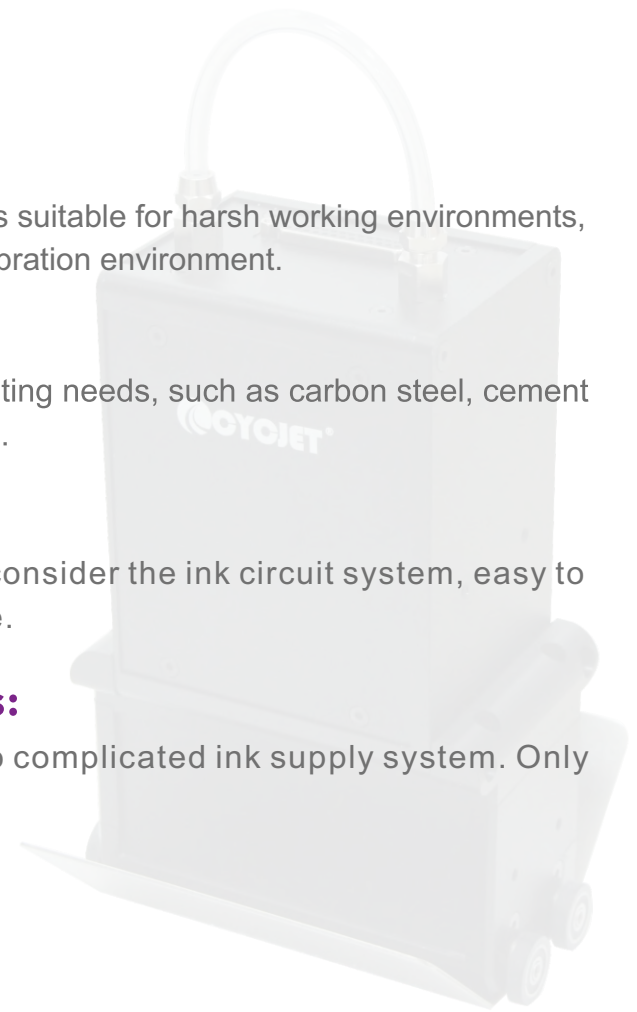 s suitable for harsh working environments,
bration environment.
ting needs, such as carbon steel, cement
.
CYCJET®
consider the ink circuit system, easy to
e.
s:
o complicated ink supply system. Only